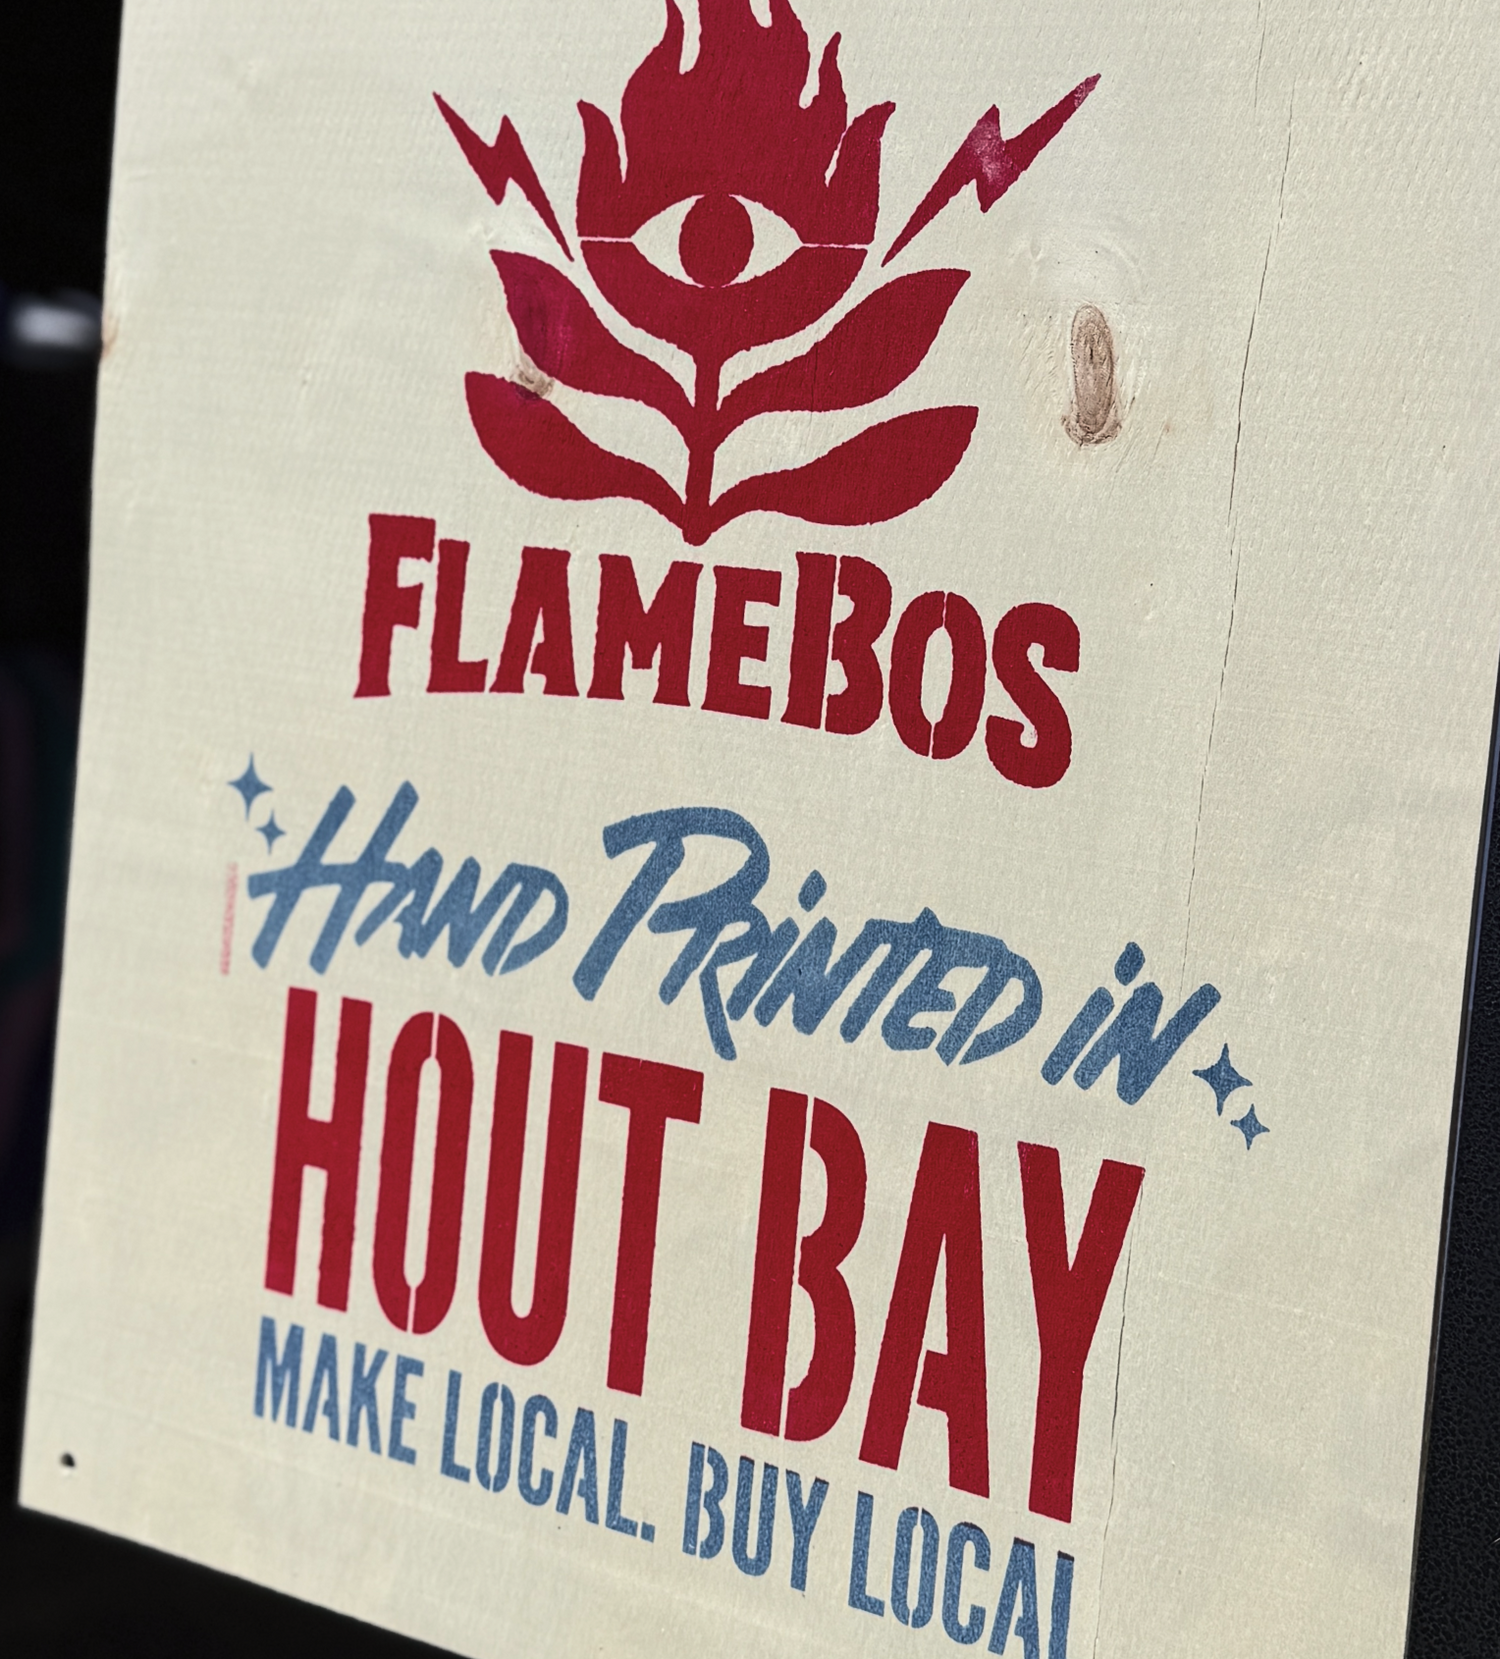 FLAMEBOS
HAND PRINTED IN
HOUT BAY
MAKE LOCAL. BUY LOCAL